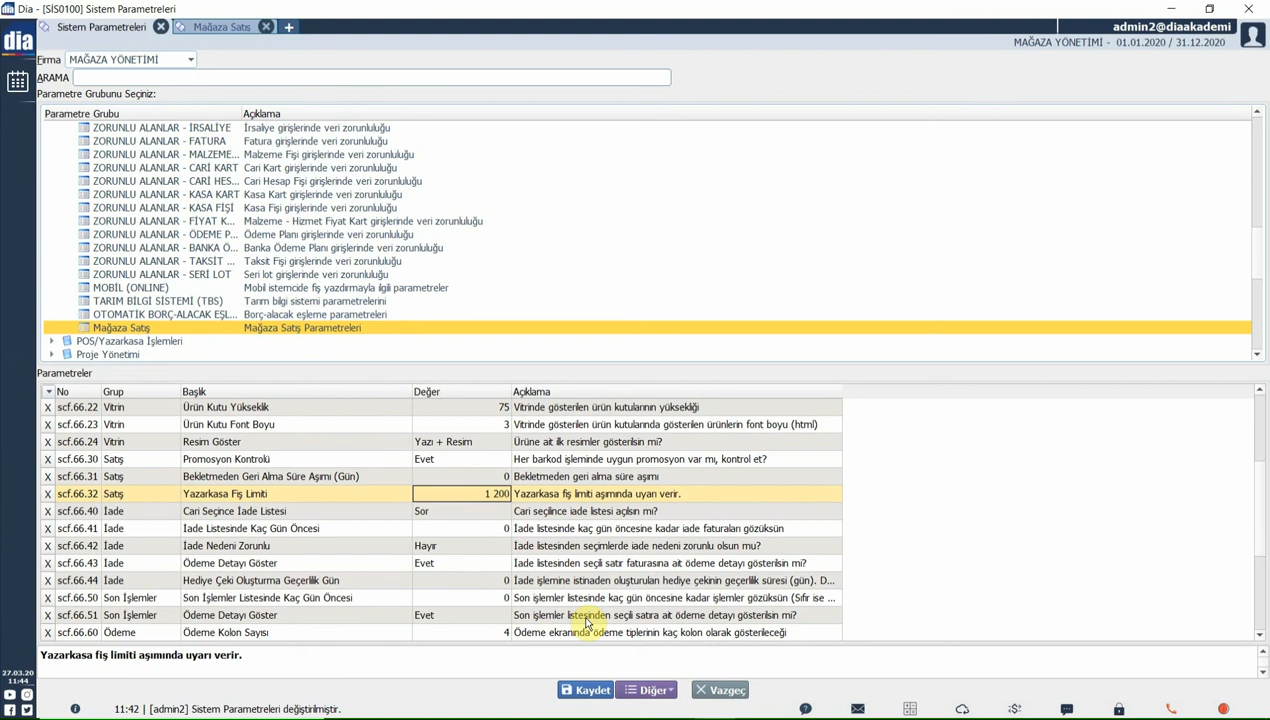 Dia - [SİS0100] Sistem Parametreleri
Sistem Parametreleri
Mağaza Satış
admin2@diaakademi
dia
MAĞAZA YÖNETİMİ - 01.01.2020 / 31.12.2020
Firma MAĞAZA YÖNETİMİ
ARAMA
Parametre Grubunu Seçiniz:
Parametre Grubu Açıklama
ZORUNLU ALANLAR - İRSALİYE İrsaliye girişlerinde veri zorunluluğu
ZORUNLU ALANLAR - FATURA Fatura girişlerinde veri zorunluluğu
ZORUNLU ALANLAR - MALZEME... Malzeme Fişi girişlerinde veri zorunluluğu
ZORUNLU ALANLAR - CARİ KART Cari Kart girişlerinde veri zorunluluğu
ZORUNLU ALANLAR - CARİ HES... Cari Hesap Fişi girişlerinde veri zorunluluğu
ZORUNLU ALANLAR - KASA KART Kasa Kart girişlerinde veri zorunluluğu
ZORUNLU ALANLAR - KASA FİŞİ Kasa Fişi girişlerinde veri zorunluluğu
ZORUNLU ALANLAR - FİYAT K... Malzeme - Hizmet Fiyat Kart girişlerinde veri zorunluluğu
ZORUNLU ALANLAR - ÖDEME P... Ödeme Planı girişlerinde veri zorunluluğu
ZORUNLU ALANLAR - BANKA Ö... Banka Ödeme Planı girişlerinde veri zorunluluğu
ZORUNLU ALANLAR - TAKSİT ... Taksit Fişi girişlerinde veri zorunluluğu
ZORUNLU ALANLAR - SERİ LOT Seri lot girişlerinde veri zorunluluğu
MOBİL (ONLINE) Mobil istemcide fiş yazdırmayla ilgili parametreler
TARIM BİLGİ SİSTEMİ (TBS) Tarım bilgi sistemi parametrelerini
OTOMATİK BORÇ-ALACAK EŞL... Borç-alacak eşleme parametreleri
Mağaza Satış Mağaza Satış Parametreleri
POS/Yazarkasa İşlemleri
Proje Yönetimi
Parametreler
No Grup Başlık Değer Açıklama
X scf.66.22 Vitrin Ürün Kutu Yükseklik 75 Vitrinde gösterilen ürün kutularının yüksekliği
X scf.66.23 Vitrin Ürün Kutu Font Boyu 3 Vitrinde gösterilen ürün kutularında gösterilen ürünlerin font boyu (html)
X scf.66.24 Vitrin Resim Göster Yazı + Resim Ürüne ait ilk resimler gösterilsin mi?
X scf.66.30 Satış Promosyon Kontrolü Evet Her barkod işleminde uygun promosyon var mı, kontrol et?
X scf.66.31 Satış Bekletmeden Geri Alma Süre Aşımı (Gün) 0 Bekletmeden geri alma süre aşımı
X scf.66.32 Satış Yazarkasa Fiş Limiti 1 200 Yazarkasa fiş limiti aşımında uyarı verir.
X scf.66.40 İade Cari Seçince İade Listesi Sor Cari seçilince iade listesi açılsın mı?
X scf.66.41 İade İade Listesinde Kaç Gün Öncesi 0 İade listesinde kaç gün öncesine kadar iade faturaları gözüksün
X scf.66.42 İade İade Nedeni Zorunlu Hayır İade listesinden seçimlerde iade nedeni zorunlu olsun mu?
X scf.66.43 İade Ödeme Detayı Göster Evet İade listesinden seçili satır faturasına ait ödeme detayı gösterilsin mi?
X scf.66.44 İade Hediye Çeki Oluşturma Geçerlilik Gün 0 İade işlemine istinaden oluşturulan hediye çekinin geçerlilik süresi (gün). D...
X scf.66.50 Son İşlemler Son İşlemler Listesinde Kaç Gün Öncesi 0 Son işlemler listesinde kaç gün öncesine kadar işlemler gözüksün (Sıfır ise ...
X scf.66.51 Son İşlemler Ödeme Detayı Göster Evet Son işlemler listesinden seçili satıra ait ödeme detayı gösterilsin mi?
X scf.66.60 Ödeme Ödeme Kolon Sayısı 4 Ödeme ekranında ödeme tiplerinin kaç kolon olarak gösterileceği
Yazarkasa fiş limiti aşımında uyarı verir.
27.03.20
11:44
Kaydet Diğer Vazgeç
11:42 | [admin2] Sistem Parametreleri değiştirilmiştir.